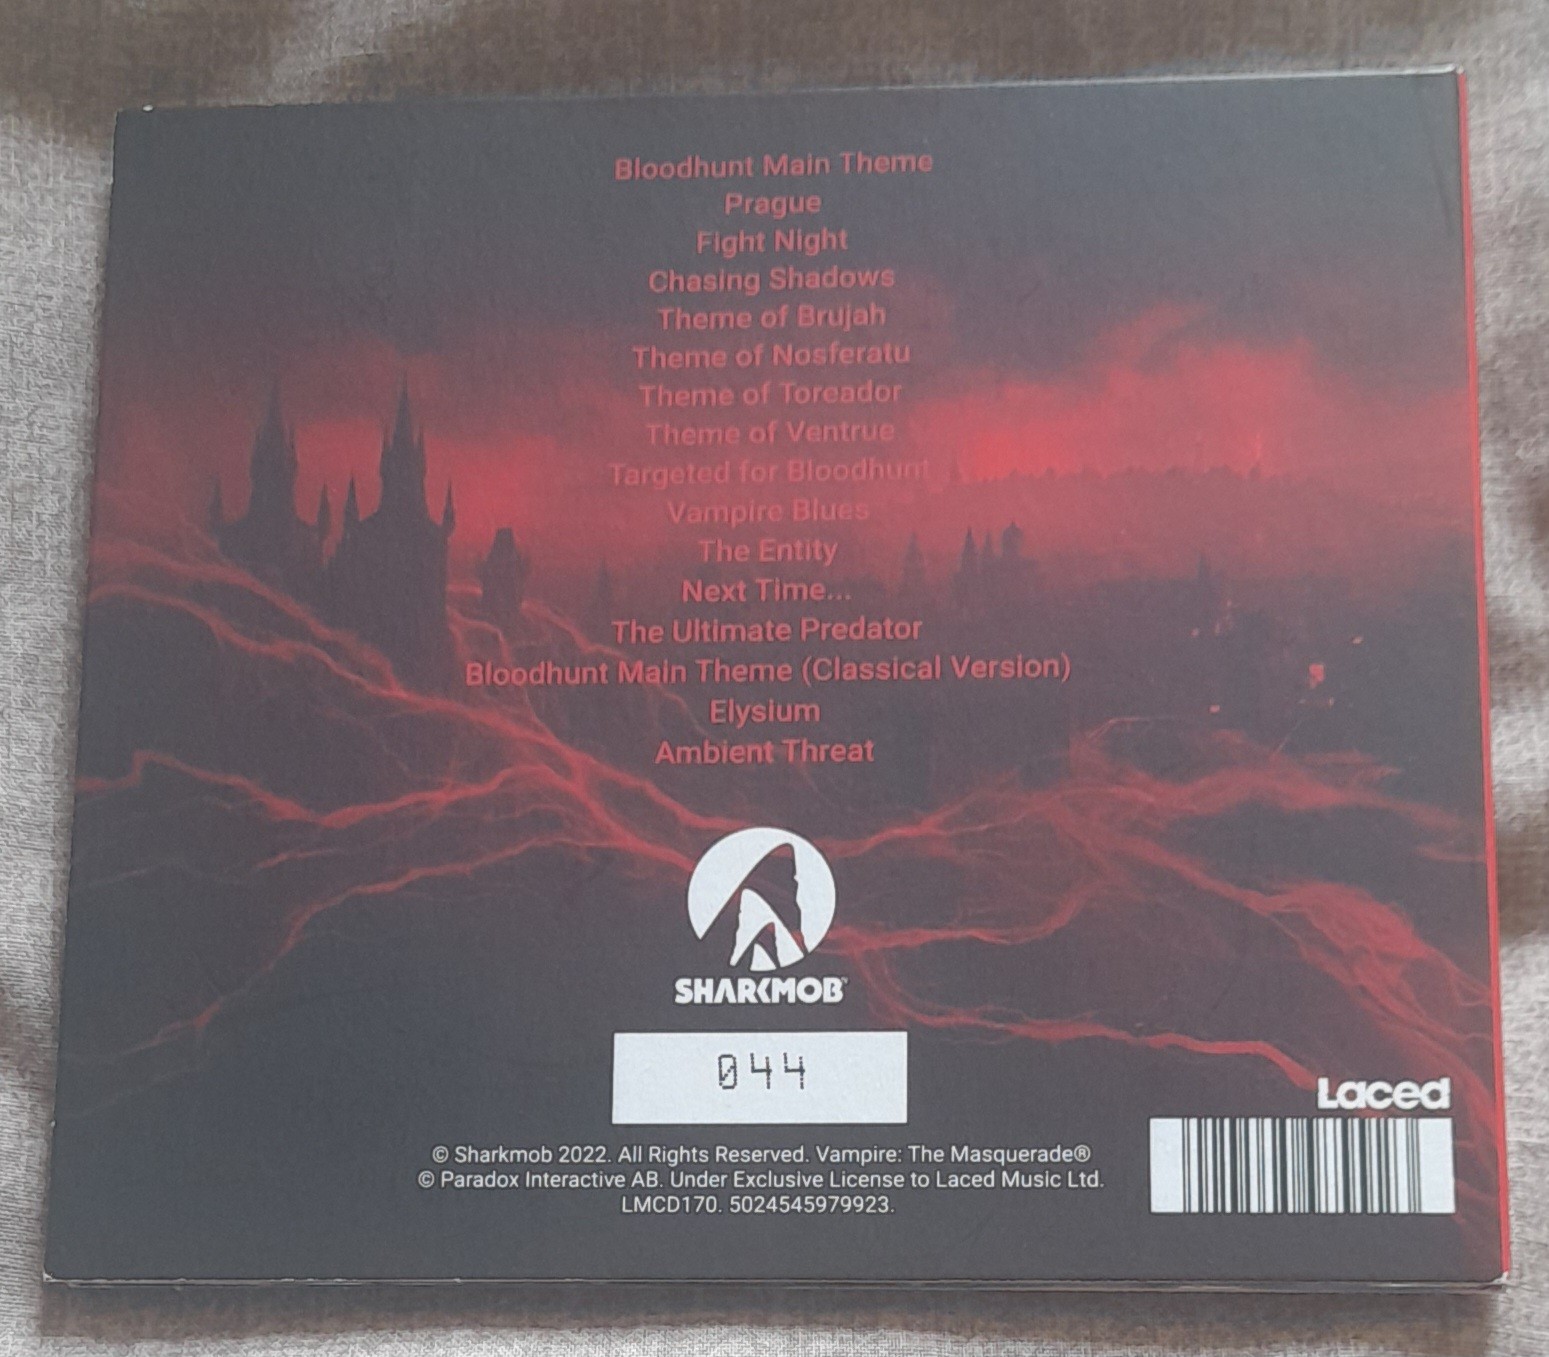 Bloodhunt Main Theme
Prague
Fight Night
Chasing Shadows
Theme of Brujah
Theme of Nosferatu
Theme of Toreador
Theme of Ventrue
Targeted for Bloodhunt
Vampire Blues
The Entity
Next Time...
The Ultimate Predator
Bloodhunt Main Theme (Classical Version)
Elysium
Ambient Threat
SHARKMOB™
044
Laced
© Sharkmob 2022. All Rights Reserved. Vampire: The Masquerade®
© Paradox Interactive AB. Under Exclusive License to Laced Music Ltd.
LMCD170. 5024545979923.